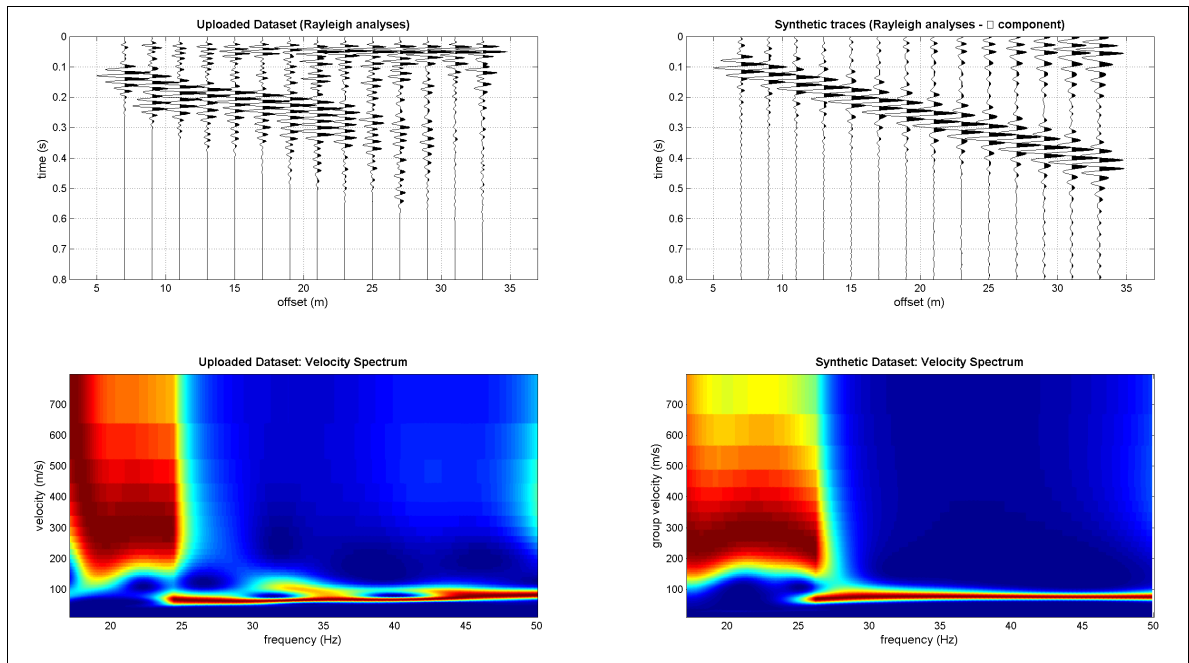 Uploaded Dataset (Rayleigh analyses)
0
0.1
0.2
0.3
0.4
0.5
0.6
0.7
0.8
time (s)
5 10 15 20 25 30 35
offset (m)
Synthetic traces (Rayleigh analyses - □ component)
0
0.1
0.2
0.3
0.4
0.5
0.6
0.7
0.8
time (s)
5 10 15 20 25 30 35
offset (m)
Uploaded Dataset: Velocity Spectrum
700
600
500
400
300
200
100
velocity (m/s)
20 25 30 35 40 45 50
frequency (Hz)
Synthetic Dataset: Velocity Spectrum
700
600
500
400
300
200
100
group velocity (m/s)
20 25 30 35 40 45 50
frequency (Hz)